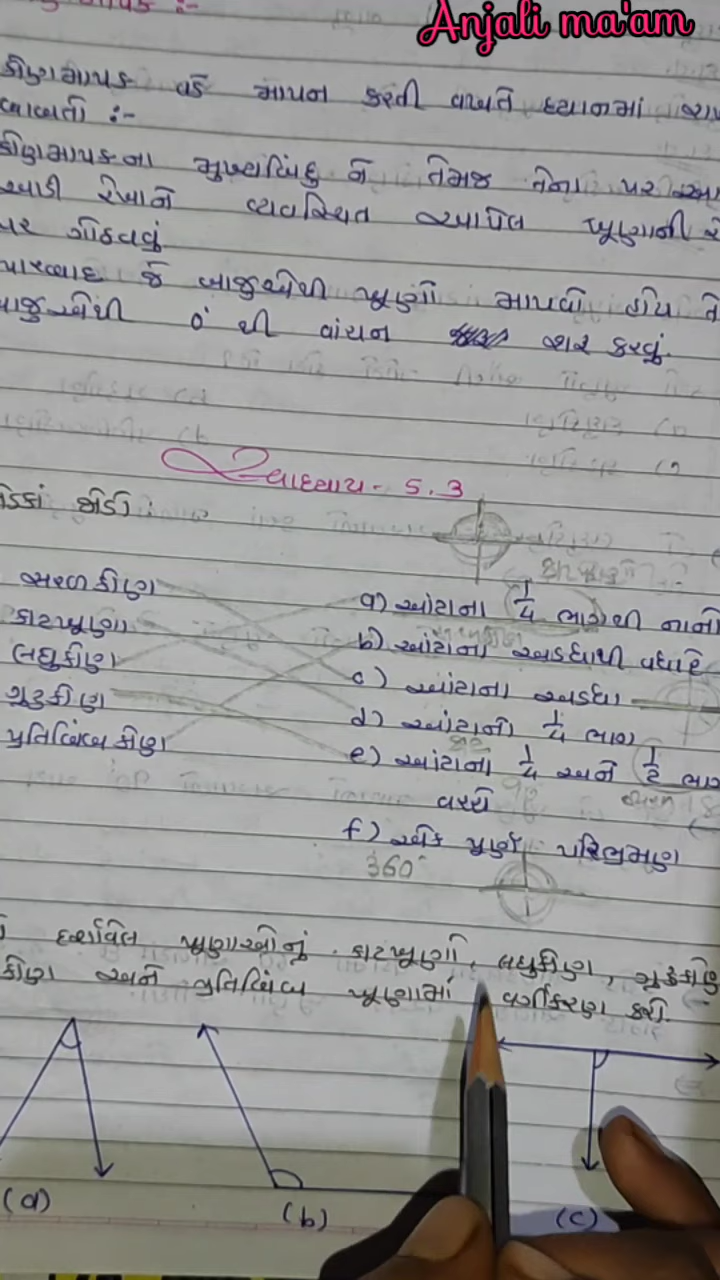 Anjali ma'am
કોણમાપક વડે માપન કરતી વખતે ધ્યાનમાં
બાબતો :-
કોણમાપકના મુખ્યબિંદુ ને તેમજ તેના પર
આડી રેખાને વ્યવસ્થિત આપેલ ખૂણાની
પર ગોઠવવું
ત્યારબાદ જે બાજુએથી ખૂણો માપવો હોય તે
બાજુએથી 0° થી વાંચન શરૂ કરવું.
સ્વાધ્યાય - 5.3
જોડકાં જોડો :
સરળકોણ
કાટખૂણા
લઘુકોણ
ગુરુકોણ
પ્રતિબિંબ કોણ
a) આંટાના 1/4 ભાગથી નાનો
b) આંટાના અડધાથી વધારે
c) આંટાના અડધા
d) આંટાનો 1/4 ભાગ
e) આંટાના 1/4 અને 1/2 ભાગ
વચ્ચે
f) એક પૂર્ણ પરિભ્રમણ
360°
દર્શાવેલ ખૂણાઓનું કાટખૂણો, લઘુકોણ, ગુરુકોણ
કોણ અને પ્રતિબિંબ ખૂણામાં વર્ગીકરણ કરો.
(a)
(b)
(c)